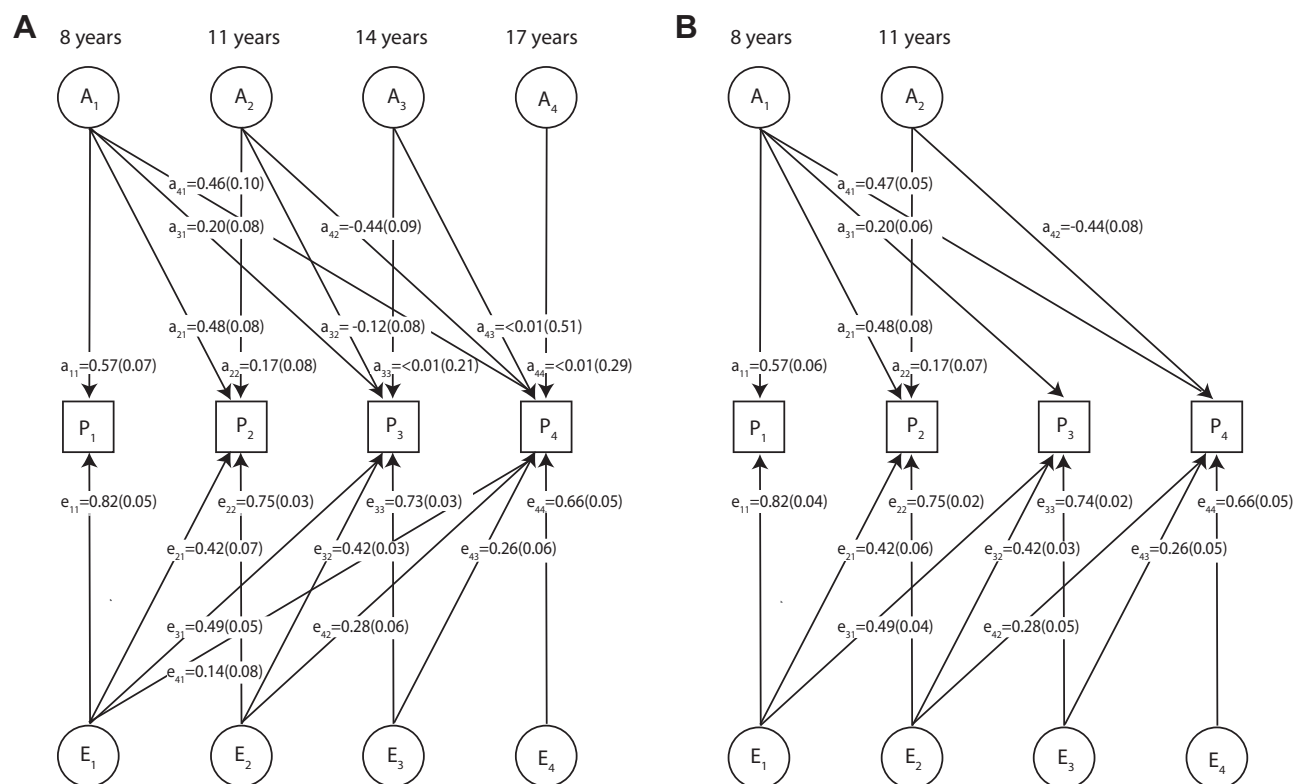 A 8 years 11 years 14 years 17 years B 8 years 11 years
A1 A2 A3 A4 A1 A2
a41=0.46(0.10) a41=0.47(0.05)
a31=0.20(0.08) a42=-0.44(0.09) a31=0.20(0.06) a42=-0.44(0.08)
a21=0.48(0.08) a32= -0.12(0.08) a43=<0.01(0.51) a21=0.48(0.08)
a11=0.57(0.07) a22=0.17(0.08) a33=<0.01(0.21) a44=<0.01(0.29) a11=0.57(0.06) a22=0.17(0.07)
P1 P2 P3 P4 P1 P2 P3 P4
e11=0.82(0.05) e22=0.75(0.03) e33=0.73(0.03) e44=0.66(0.05) e11=0.82(0.04) e22=0.75(0.02) e33=0.74(0.02) e44=0.66(0.05)
e21=0.42(0.07) e32=0.42(0.03) e43=0.26(0.06) e21=0.42(0.06) e32=0.42(0.03) e43=0.26(0.05)
e31=0.49(0.05) e42=0.28(0.06) e31=0.49(0.04) e42=0.28(0.05)
e41=0.14(0.08)
E1 E2 E3 E4 E1 E2 E3 E4